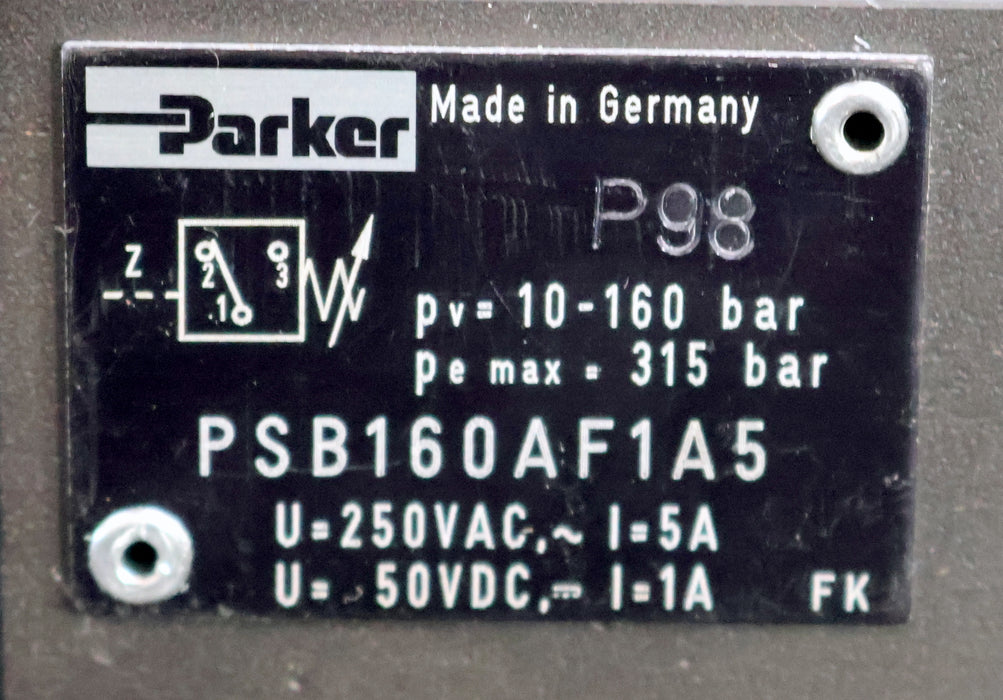 Parker Made in Germany
P98
Z
2 3
1
pv= 10-160 bar
pe max = 315 bar
PSB160AF1A5
U=250VAC,~ I=5A
U= 50VDC,⎓ I=1A
FK